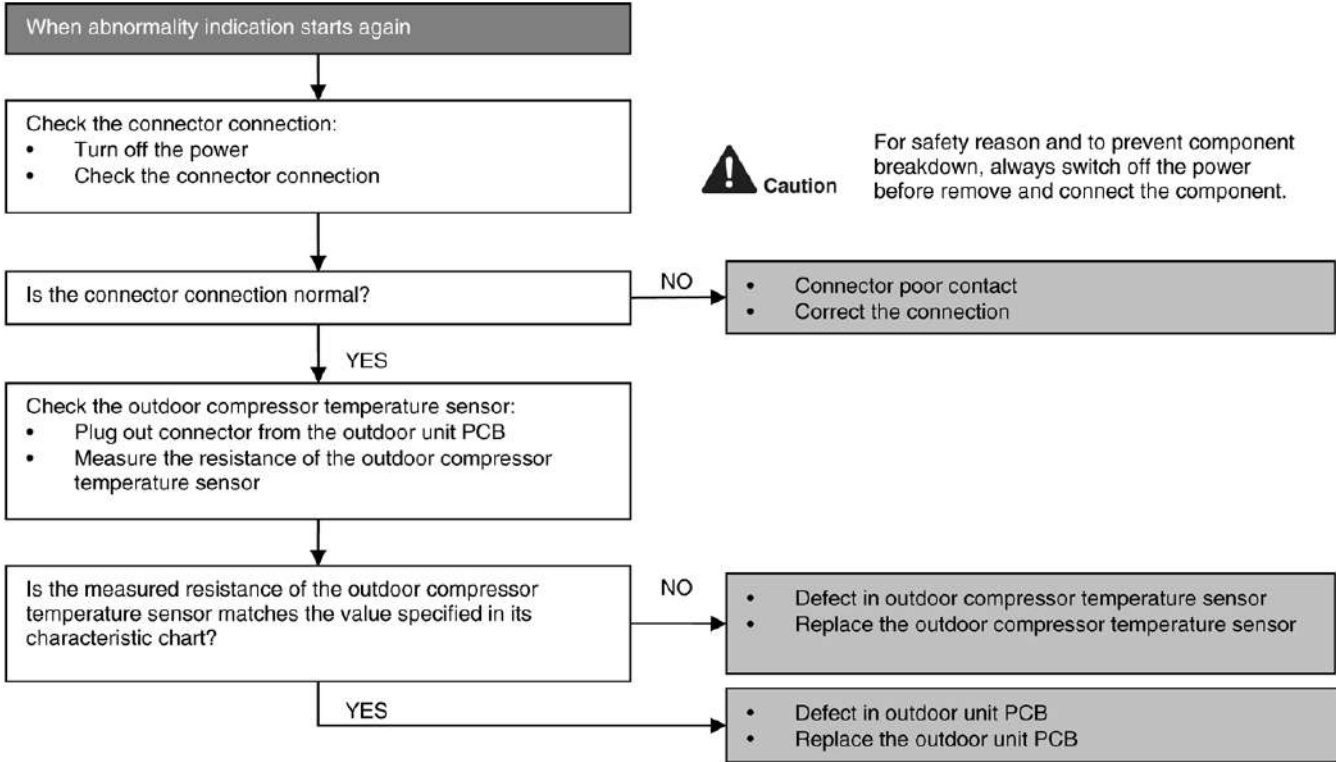 When abnormality indication starts again
Check the connector connection:
• Turn off the power
• Check the connector connection
Caution
For safety reason and to prevent component
breakdown, always switch off the power
before remove and connect the component.
Is the connector connection normal?
NO
• Connector poor contact
• Correct the connection
YES
Check the outdoor compressor temperature sensor:
• Plug out connector from the outdoor unit PCB
• Measure the resistance of the outdoor compressor
temperature sensor
Is the measured resistance of the outdoor compressor
temperature sensor matches the value specified in its
characteristic chart?
NO
• Defect in outdoor compressor temperature sensor
• Replace the outdoor compressor temperature sensor
YES
• Defect in outdoor unit PCB
• Replace the outdoor unit PCB